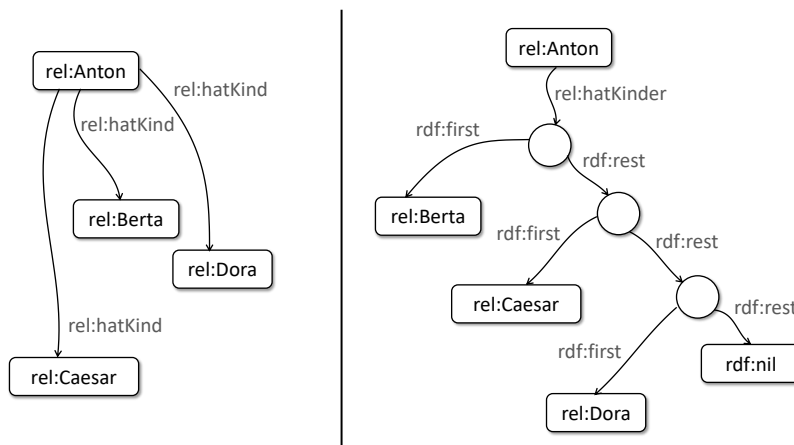 rel:Anton
rel:hatKind
rel:hatKind
rel:Berta
rel:Dora
rel:hatKind
rel:Caesar
rel:Anton
rel:hatKinder
rdf:first
rdf:rest
rel:Berta
rdf:first
rdf:rest
rel:Caesar
rdf:rest
rdf:first
rdf:nil
rel:Dora